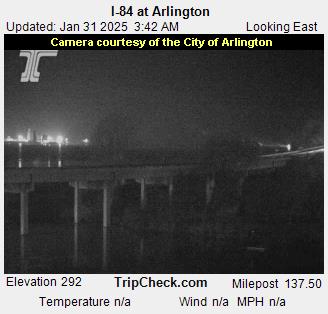 I-84 at Arlington
Updated: Jan 31 2025 3:42 AM Looking East
Camera courtesy of the City of Arlington
Elevation 292 TripCheck.com Milepost 137.50
Temperature n/a Wind n/a MPH n/a